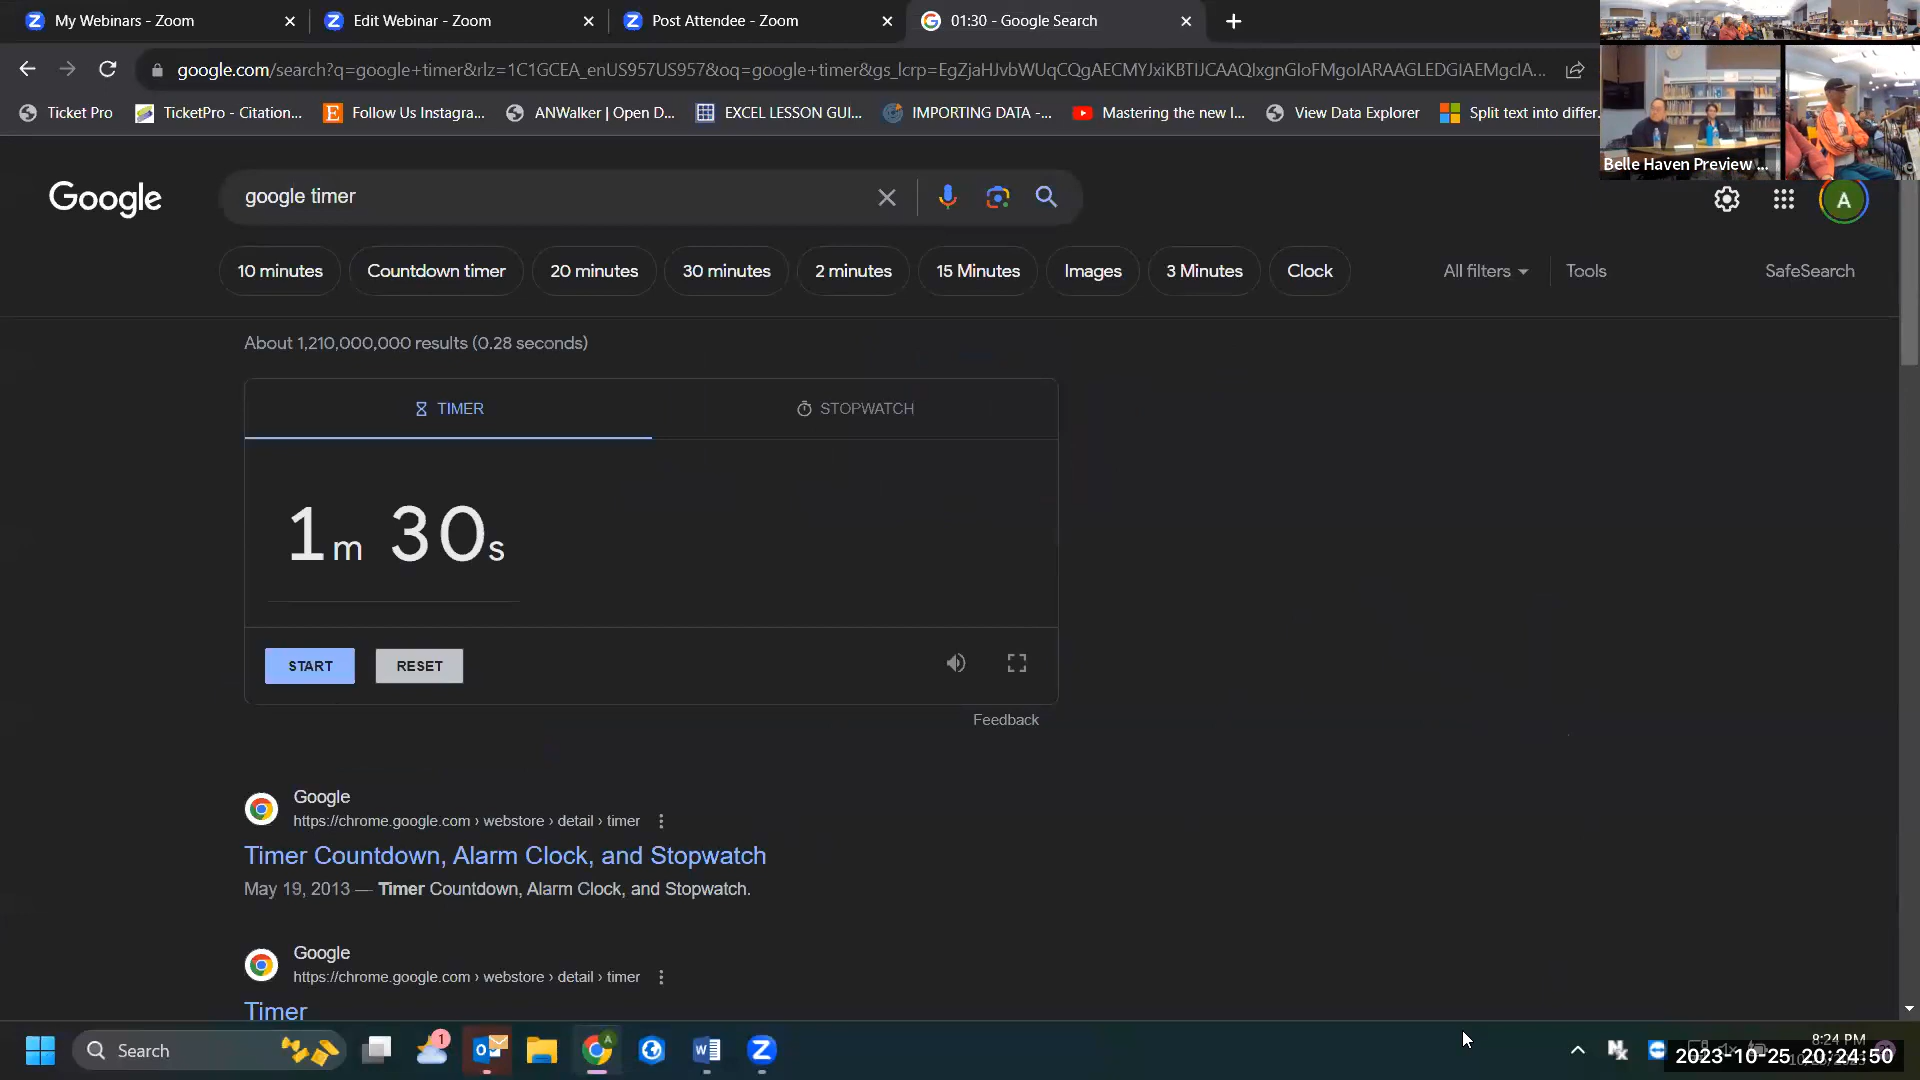 My Webinars - Zoom
Edit Webinar - Zoom
Post Attendee - Zoom
01:30 - Google Search
google.com/search?q=google+timer&rlz=1C1GCEA_enUS957US957&oq=google+timer&gs_lcrp=
Ticket Pro
TicketPro - Citation...
Follow Us Instagra...
ANWalker | Open D...
EXCEL LESSON GUI...
IMPORTING DATA -...
Mastering the new I...
View Data Explorer
Split text into differ
Belle Haven Preview ...
Google
google timer
A
10 minutes
Countdown timer
20 minutes
30 minutes
2 minutes
15 Minutes
Images
3 Minutes
Clock
All filters
Tools
SafeSearch
About 1,210,000,000 results (0.28 seconds)
TIMER
STOPWATCH
1m 30s
START
RESET
Feedback
Google
https://chrome.google.com › webstore › detail › timer
Timer Countdown, Alarm Clock, and Stopwatch
May 19, 2013 — Timer Countdown, Alarm Clock, and Stopwatch.
Google
https://chrome.google.com › webstore › detail › timer
Timer
Search
1
8:24 PM
2023-10-25 20:24:50